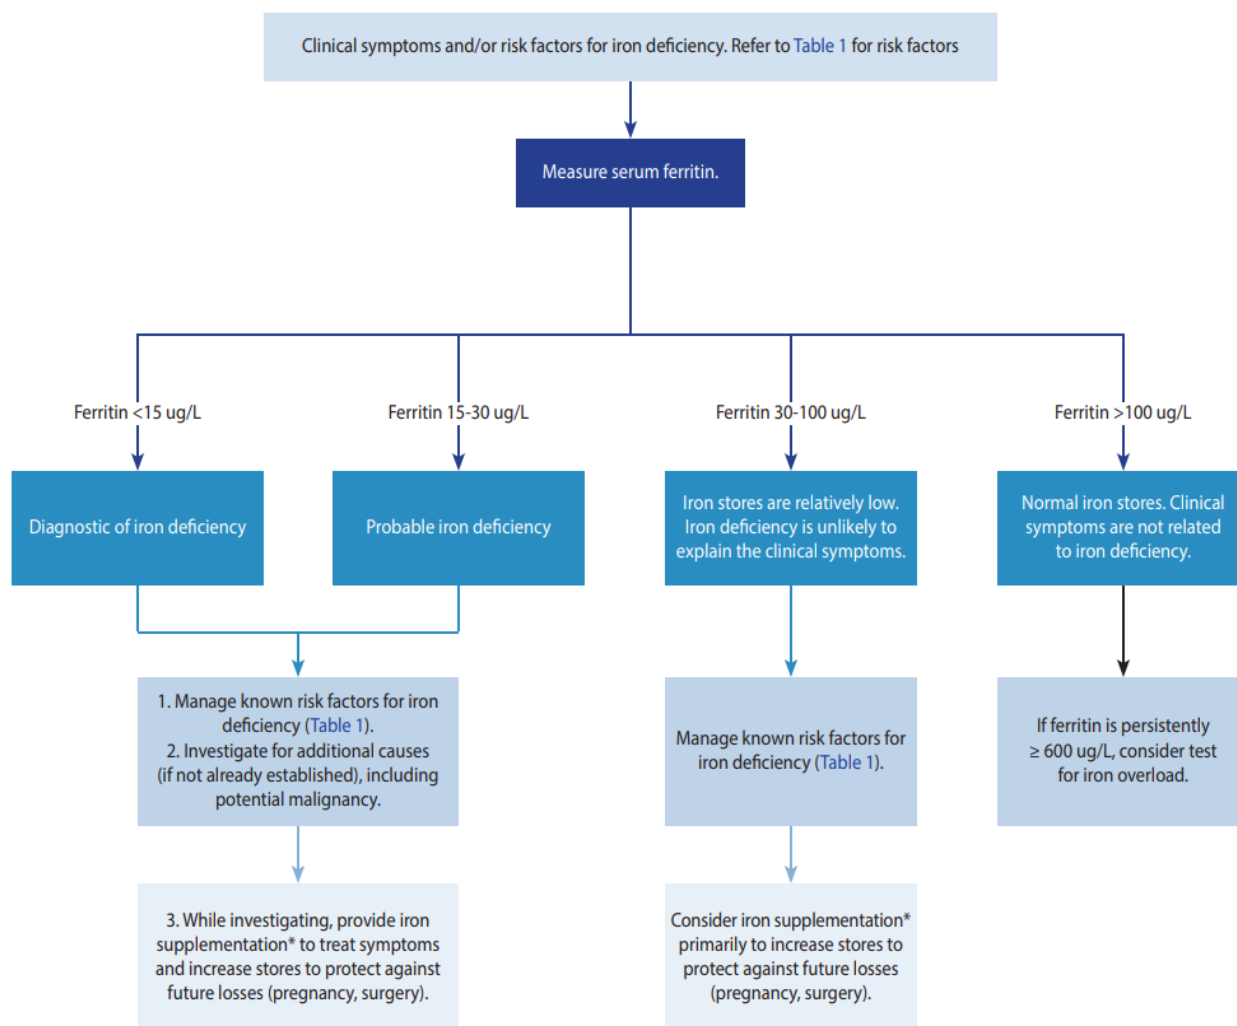 Clinical symptoms and/or risk factors for iron deficiency. Refer to Table 1 for risk factors
Measure serum ferritin.
Ferritin <15 ug/L
Ferritin 15-30 ug/L
Ferritin 30-100 ug/L
Ferritin >100 ug/L
Diagnostic of iron deficiency
Probable iron deficiency
Iron stores are relatively low.
Iron deficiency is unlikely to
explain the clinical symptoms.
Normal iron stores. Clinical
symptoms are not related
to iron deficiency.
1. Manage known risk factors for iron
deficiency (Table 1).
2. Investigate for additional causes
(if not already established), including
potential malignancy.
Manage known risk factors for
iron deficiency (Table 1).
If ferritin is persistently
≥ 600 ug/L, consider test
for iron overload.
3. While investigating, provide iron
supplementation* to treat symptoms
and increase stores to protect against
future losses (pregnancy, surgery).
Consider iron supplementation*
primarily to increase stores to
protect against future losses
(pregnancy, surgery).